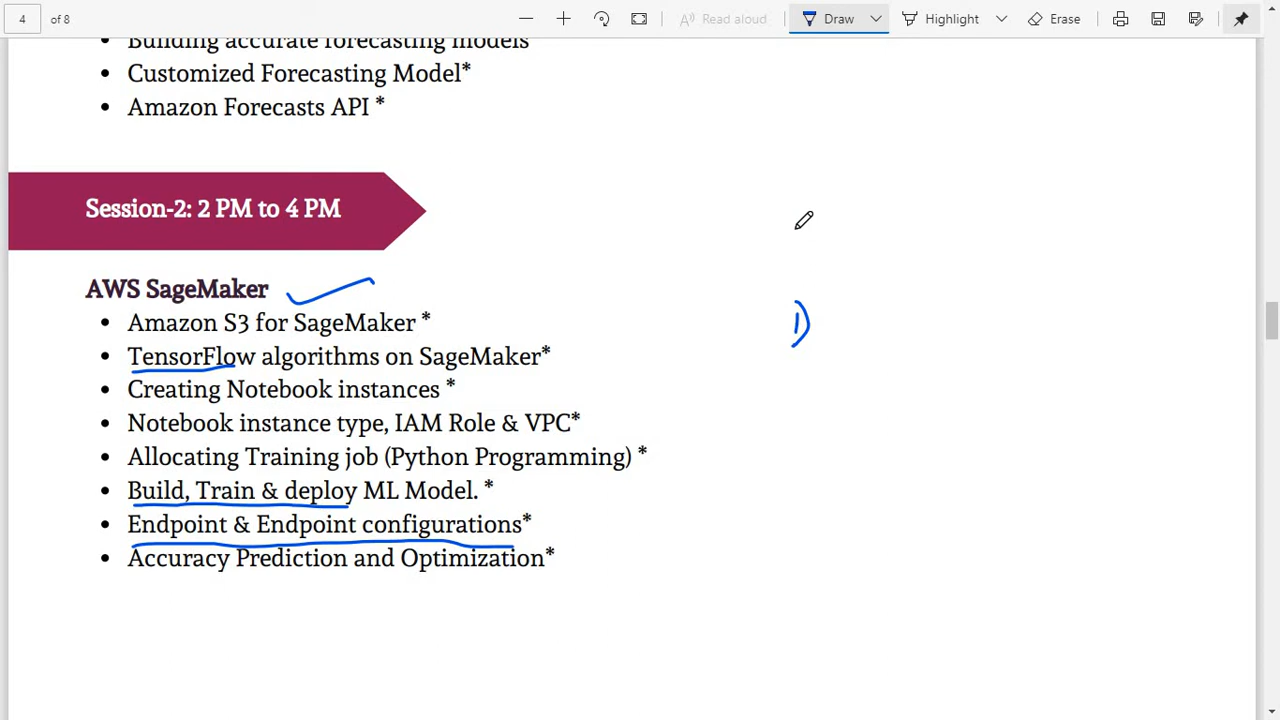 4 of 8 Read aloud Draw Highlight Erase
Building accurate forecasting models
• Customized Forecasting Model*
• Amazon Forecasts API *
Session-2: 2 PM to 4 PM
AWS SageMaker
• Amazon S3 for SageMaker *
• TensorFlow algorithms on SageMaker*
• Creating Notebook instances *
• Notebook instance type, IAM Role & VPC*
• Allocating Training job (Python Programming) *
• Build, Train & deploy ML Model. *
• Endpoint & Endpoint configurations*
• Accuracy Prediction and Optimization*
1)